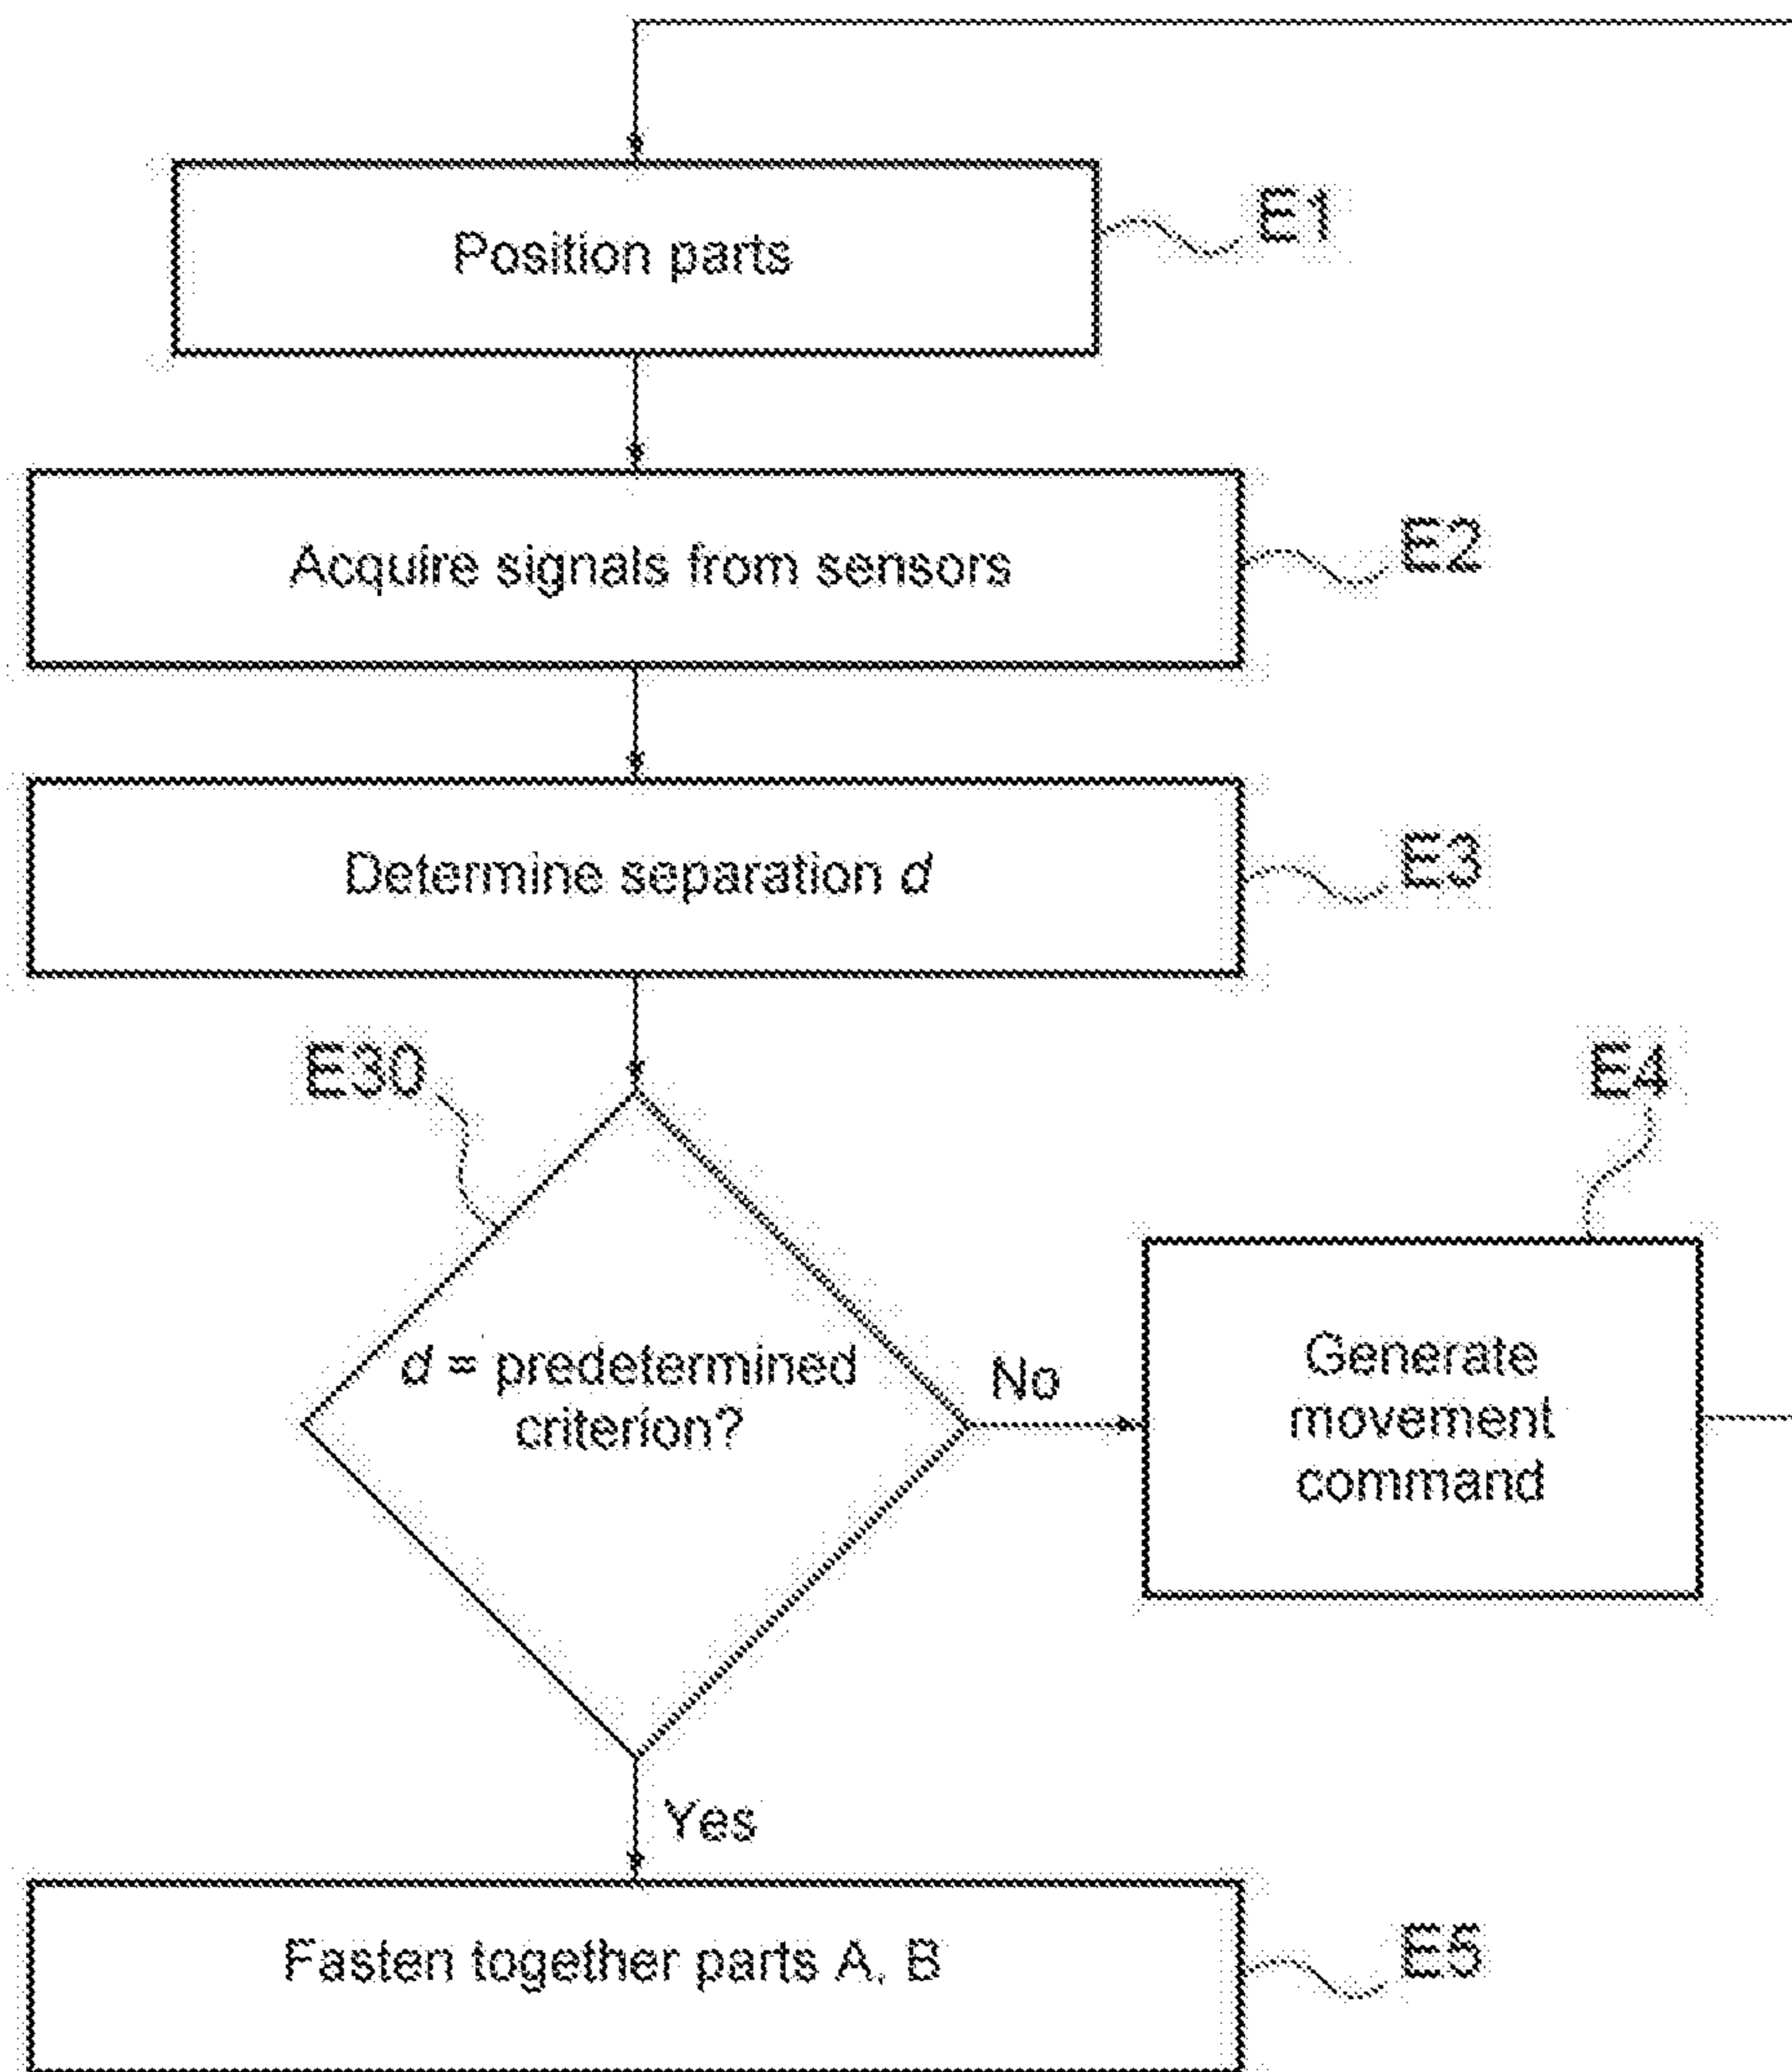 Position parts
E1
Acquire signals from sensors
E2
Determine separation d
E3
E30
E4
d = predetermined
criterion?
No
Generate
movement
command
Yes
Fasten together parts A, B
E5